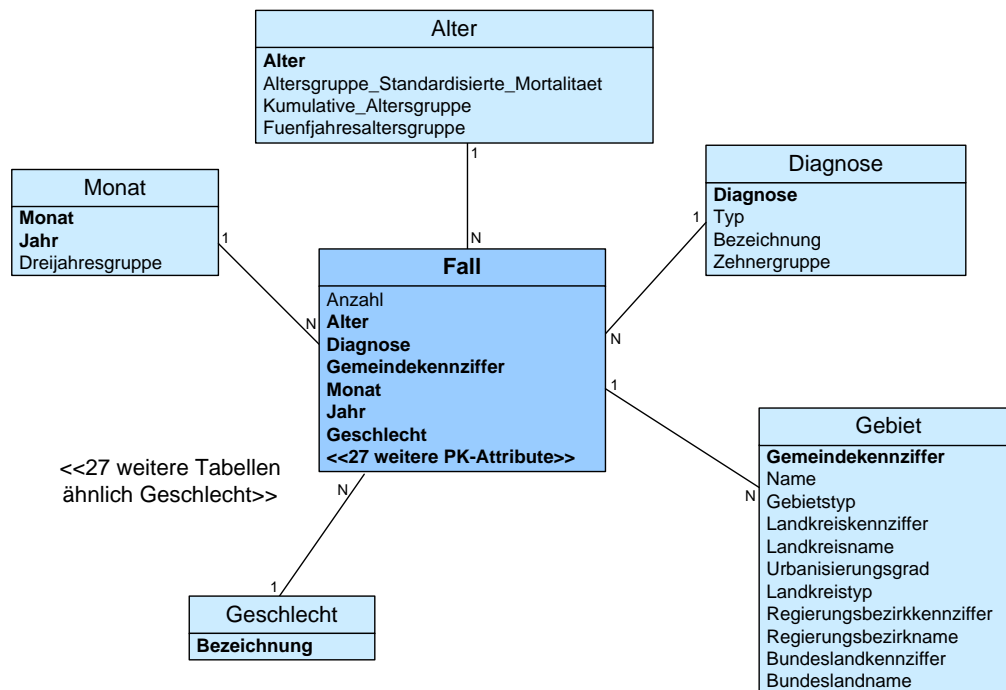 Alter
Alter
Altersgruppe_Standardisierte_Mortalitaet
Kumulative_Altersgruppe
Fuenfjahresaltersgruppe
1
Monat
Monat
Jahr
Dreijahresgruppe
1
N
Diagnose
Diagnose
Typ
Bezeichnung
Zehnergruppe
1
N
N
Fall
Anzahl
Alter
Diagnose
Gemeindekennziffer
Monat
Jahr
Geschlecht
<<27 weitere PK-Attribute>>
1
N
Gebiet
Gemeindekennziffer
Name
Gebietstyp
Landkreiskennziffer
Landkreisname
Urbanisierungsgrad
Landkreistyp
Regierungsbezirkkennziffer
Regierungsbezirkname
Bundeslandkennziffer
Bundeslandname
<<27 weitere Tabellen
ähnlich Geschlecht>>
N
1
Geschlecht
Bezeichnung